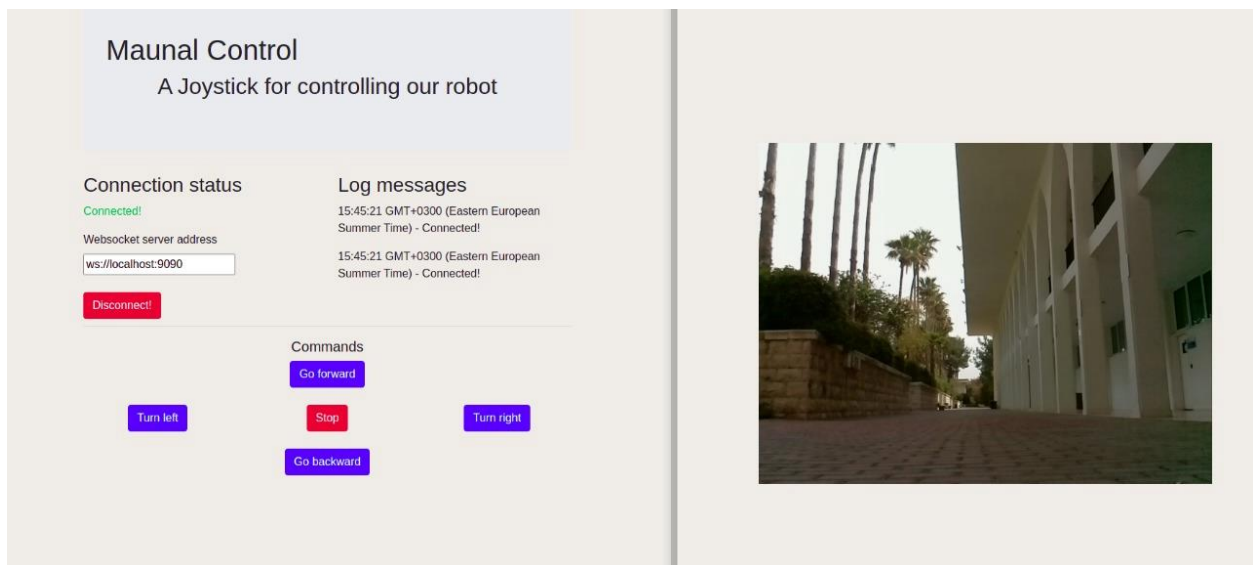 Maunal Control
A Joystick for controlling our robot
Connection status
Connected!
Websocket server address
ws://localhost:9090
Disconnect!
Log messages
15:45:21 GMT+0300 (Eastern European
Summer Time) - Connected!
15:45:21 GMT+0300 (Eastern European
Summer Time) - Connected!
Commands
Go forward
Turn left
Stop
Turn right
Go backward